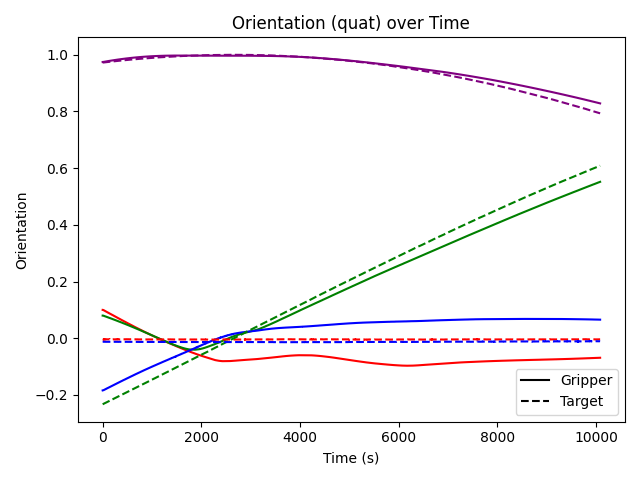 Orientation (quat) over Time
1.0
0.8
0.6
0.4
0.2
0.0
−0.2
Orientation
0
2000
4000
6000
8000
10000
Time (s)
Gripper
Target